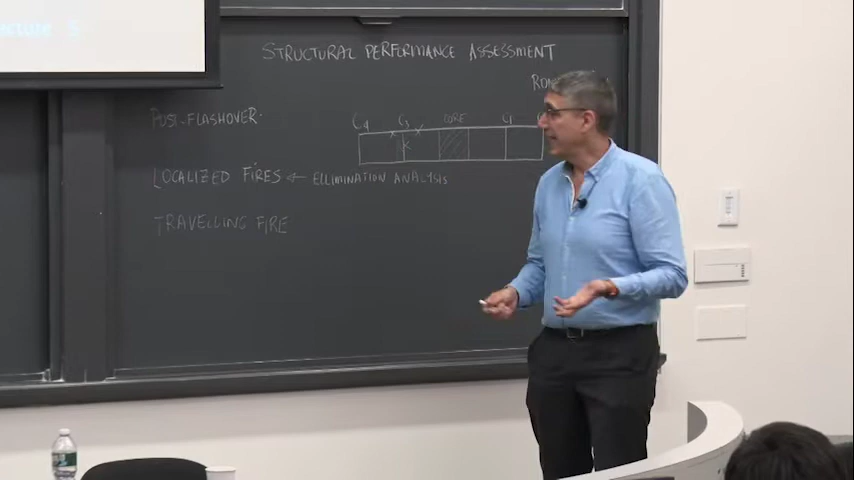 STRUCTURAL PERFORMANCE ASSESSMENT
POST-FLASHOVER
C4 C3 CORE C1
LOCALIZED FIRES ← ELLIMINATION ANALYSIS
TRAVELLING FIRE